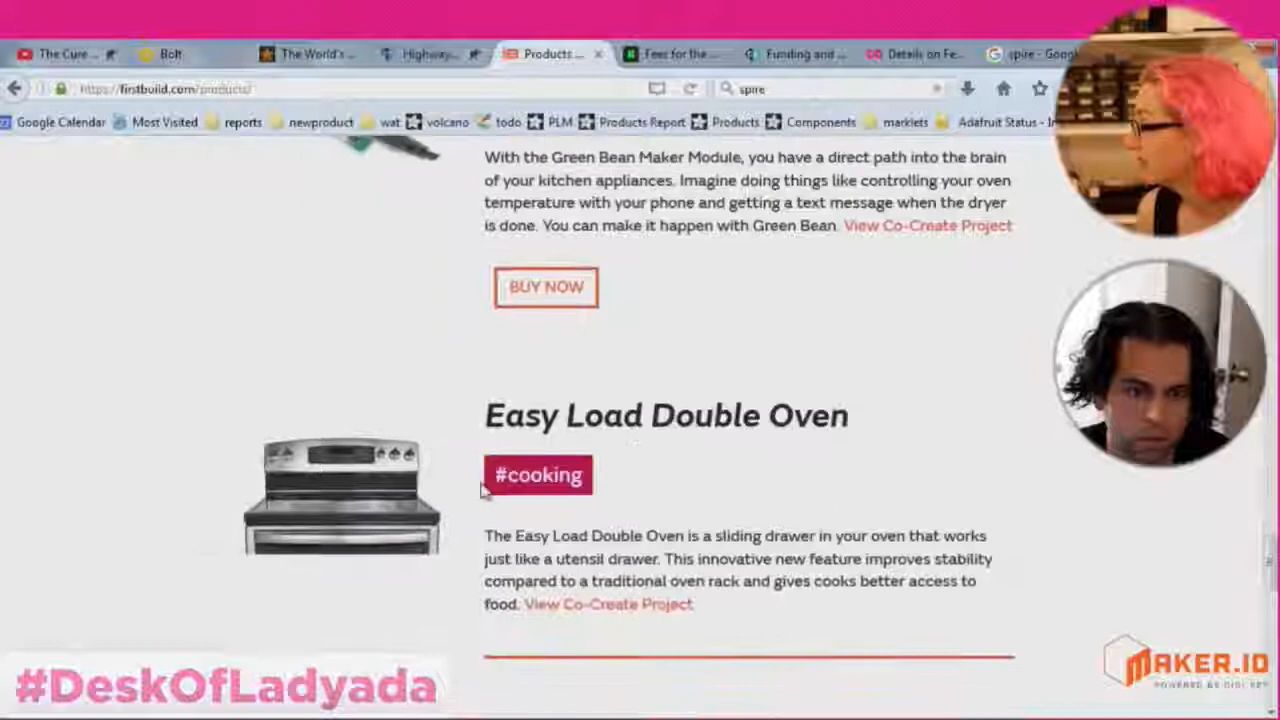 The Cure ...
Bolt
The World's ...
Highway...
Products ...
Fees for the ...
Funding and ...
Details on Fe...
spire - Goog
https://firstbuild.com/products/
spire
Google Calendar
Most Visited
reports
newproduct
wat
volcano
todo
PLM
Products Report
Products
Components
marklets
Adafruit Status - In
With the Green Bean Maker Module, you have a direct path into the brain
of your kitchen appliances. Imagine doing things like controlling your oven
temperature with your phone and getting a text message when the dryer
is done. You can make it happen with Green Bean. View Co-Create Project
BUY NOW
Easy Load Double Oven
#cooking
The Easy Load Double Oven is a sliding drawer in your oven that works
just like a utensil drawer. This innovative new feature improves stability
compared to a traditional oven rack and gives cooks better access to
food. View Co-Create Project
#DeskOfLadyada
MAKER.IO
POWERED BY DIGI-KEY